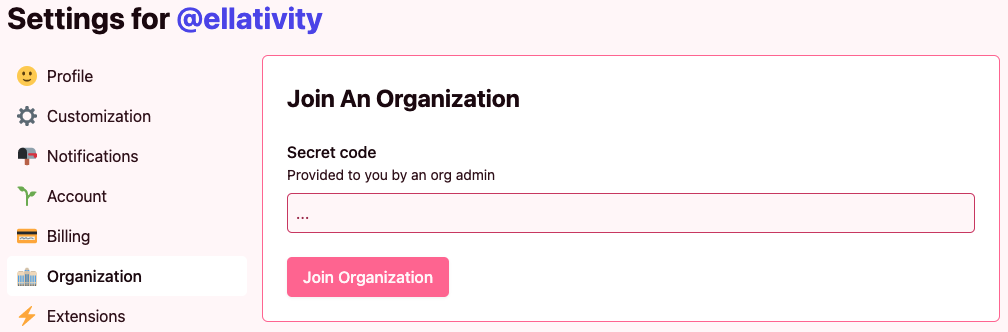 Settings for @ellativity
Profile
Customization
Notifications
Account
Billing
Organization
Extensions
Join An Organization
Secret code
Provided to you by an org admin
...
Join Organization